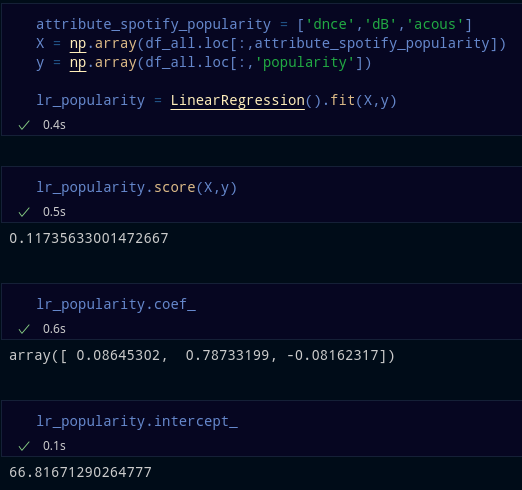 attribute_spotify_popularity = ['dnce','dB','acous']
X = np.array(df_all.loc[:,attribute_spotify_popularity])
y = np.array(df_all.loc[:,'popularity'])
lr_popularity = LinearRegression().fit(X,y)
✓ 0.4s
lr_popularity.score(X,y)
✓ 0.5s
0.11735633001472667
lr_popularity.coef_
✓ 0.6s
array([ 0.08645302,  0.78733199, -0.08162317])
lr_popularity.intercept_
✓ 0.1s
66.81671290264777